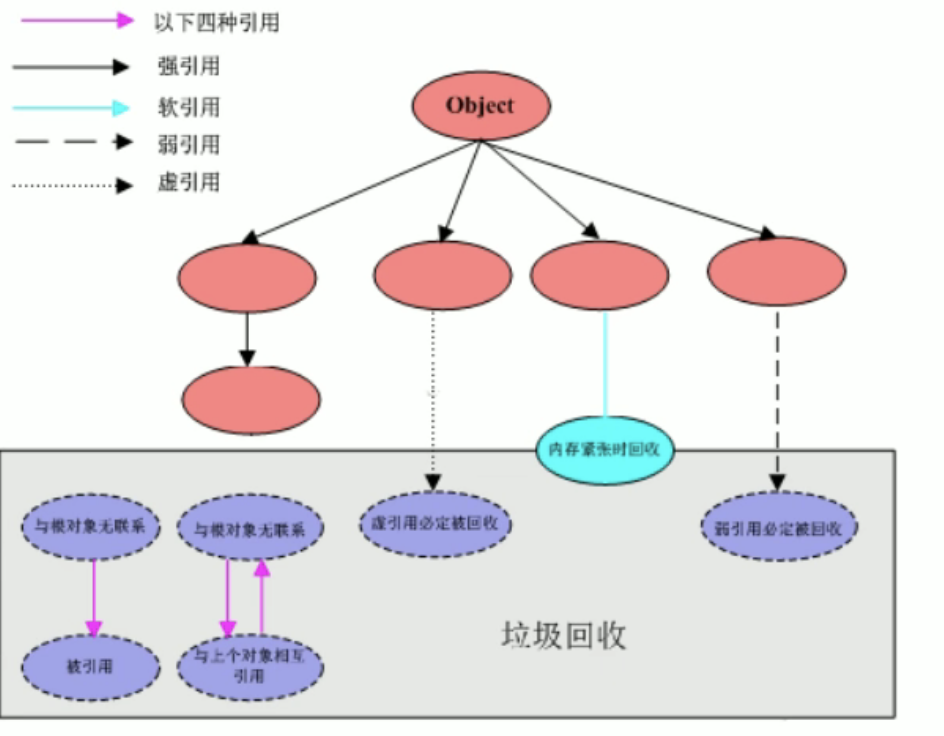 以下四种引用
强引用
软引用
弱引用
虚引用
Object
内存紧张时回收
与根对象无联系
与根对象无联系
虚引用必定被回收
弱引用必定被回收
被引用
与上个对象相互
引用
垃圾回收